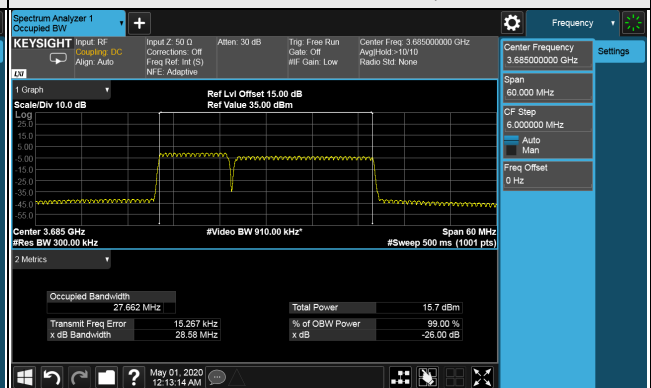 Spectrum Analyzer 1
Occupied BW
Frequency
KEYSIGHT
Input: RF
Coupling: DC
Align: Auto
Input Z: 50 Ω
Corrections: Off
Freq Ref: Int (S)
NFE: Adaptive
Atten: 30 dB
Trig: Free Run
Gate: Off
#IF Gain: Low
Center Freq: 3.685000000 GHz
Avg|Hold:>10/10
Radio Std: None
LXI
Center Frequency
3.685000000 GHz
Settings
Span
60.000 MHz
CF Step
6.000000 MHz
Auto
Man
Freq Offset
0 Hz
1 Graph
Scale/Div 10.0 dB
Ref Lvl Offset 15.00 dB
Ref Value 35.00 dBm
Log
25.0
15.0
5.00
-5.00
-15.0
-25.0
-35.0
-45.0
-55.0
Center 3.685 GHz
#Res BW 300.00 kHz
#Video BW 910.00 kHz*
Span 60 MHz
#Sweep 500 ms (1001 pts)
2 Metrics
Occupied Bandwidth
27.662 MHz
Total Power 15.7 dBm
Transmit Freq Error 15.267 kHz
% of OBW Power 99.00 %
x dB Bandwidth 28.58 MHz
x dB -26.00 dB
May 01, 2020
12:13:14 AM